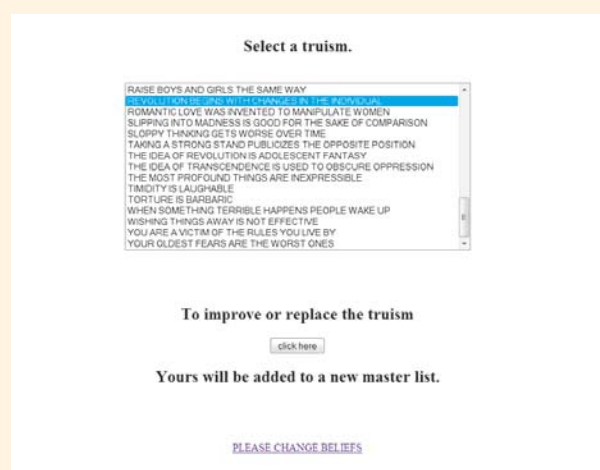 Select a truism.
RAISE BOYS AND GIRLS THE SAME WAY
REVOLUTION BEGINS WITH CHANGES IN THE INDIVIDUAL
ROMANTIC LOVE WAS INVENTED TO MANIPULATE WOMEN
SLIPPING INTO MADNESS IS GOOD FOR THE SAKE OF COMPARISON
SLOPPY THINKING GETS WORSE OVER TIME
TAKING A STRONG STAND PUBLICIZES THE OPPOSITE POSITION
THE IDEA OF REVOLUTION IS ADOLESCENT FANTASY
THE IDEA OF TRANSCENDENCE IS USED TO OBSCURE OPPRESSION
THE MOST PROFOUND THINGS ARE INEXPRESSIBLE
TIMIDITY IS LAUGHABLE
TORTURE IS BARBARIC
WHEN SOMETHING TERRIBLE HAPPENS PEOPLE WAKE UP
WISHING THINGS AWAY IS NOT EFFECTIVE
YOU ARE A VICTIM OF THE RULES YOU LIVE BY
YOUR OLDEST FEARS ARE THE WORST ONES
To improve or replace the truism
click here
Yours will be added to a new master list.
PLEASE CHANGE BELIEFS